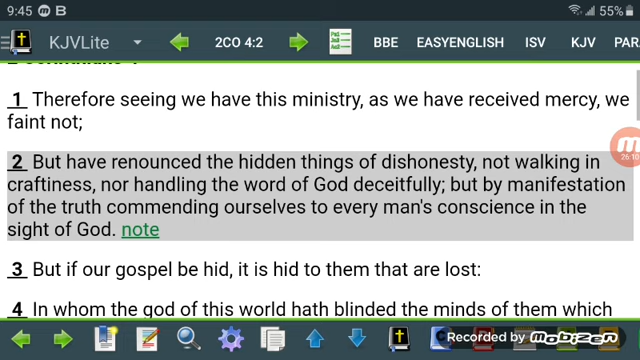 9:45 B 55%
KJVLite 2CO 4:2 BBE EASYENGLISH ISV KJV PAR
1 Therefore seeing we have this ministry, as we have received mercy, we
faint not;
26:10
2 But have renounced the hidden things of dishonesty, not walking in
craftiness, nor handling the word of God deceitfully; but by manifestation
of the truth commending ourselves to every man's conscience in the
sight of God. note
3 But if our gospel be hid, it is hid to them that are lost:
4 In whom the god of this world hath blinded the minds of them which
Recorded by mobizen